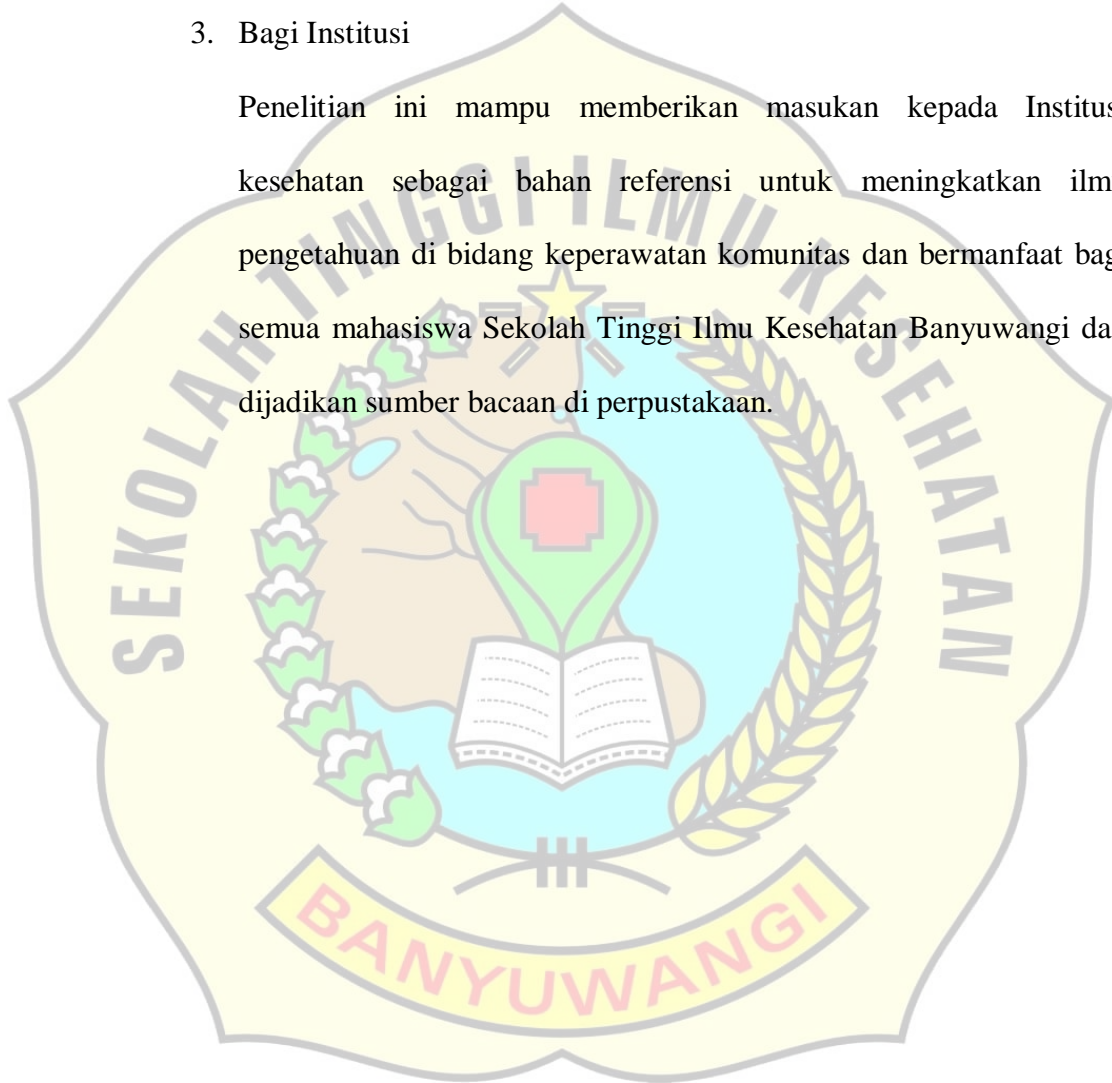 3. Bagi Institusi
Penelitian ini mampu memberikan masukan kepada Institus
kesehatan sebagai bahan referensi untuk meningkatkan ilm
pengetahuan di bidang keperawatan komunitas dan bermanfaat bag
semua mahasiswa Sekolah Tinggi Ilmu Kesehatan Banyuwangi da
dijadikan sumber bacaan di perpustakaan.
SEKOLAH TINGGI ILMU KESEHATAN
BANYUWANGI